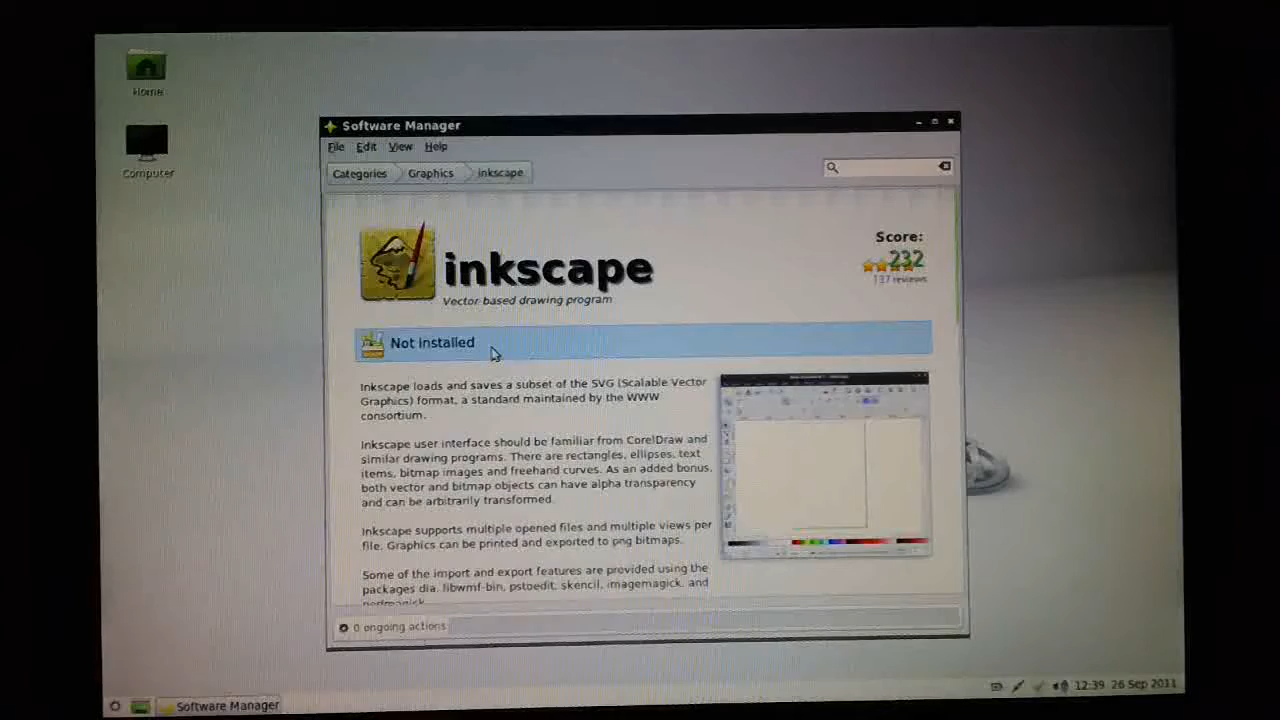 Home
Computer
Software Manager
File Edit View Help
Categories Graphics inkscape
inkscape
Vector based drawing program
Score:
232
137 reviews
Not installed
Inkscape loads and saves a subset of the SVG (Scalable Vector
Graphics) format, a standard maintained by the WWW
consortium.
Inkscape user interface should be familiar from CorelDraw and
similar drawing programs. There are rectangles, ellipses, text
items, bitmap images and freehand curves. As an added bonus,
both vector and bitmap objects can have alpha transparency
and can be arbitrarily transformed.
Inkscape supports multiple opened files and multiple views per
file. Graphics can be printed and exported to png bitmaps.
Some of the import and export features are provided using the
packages dia, libwmf-bin, pstoedit, skencil, imagemagick, and
perlmagick.
0 ongoing actions
Software Manager
12:39 26 Sep 2011